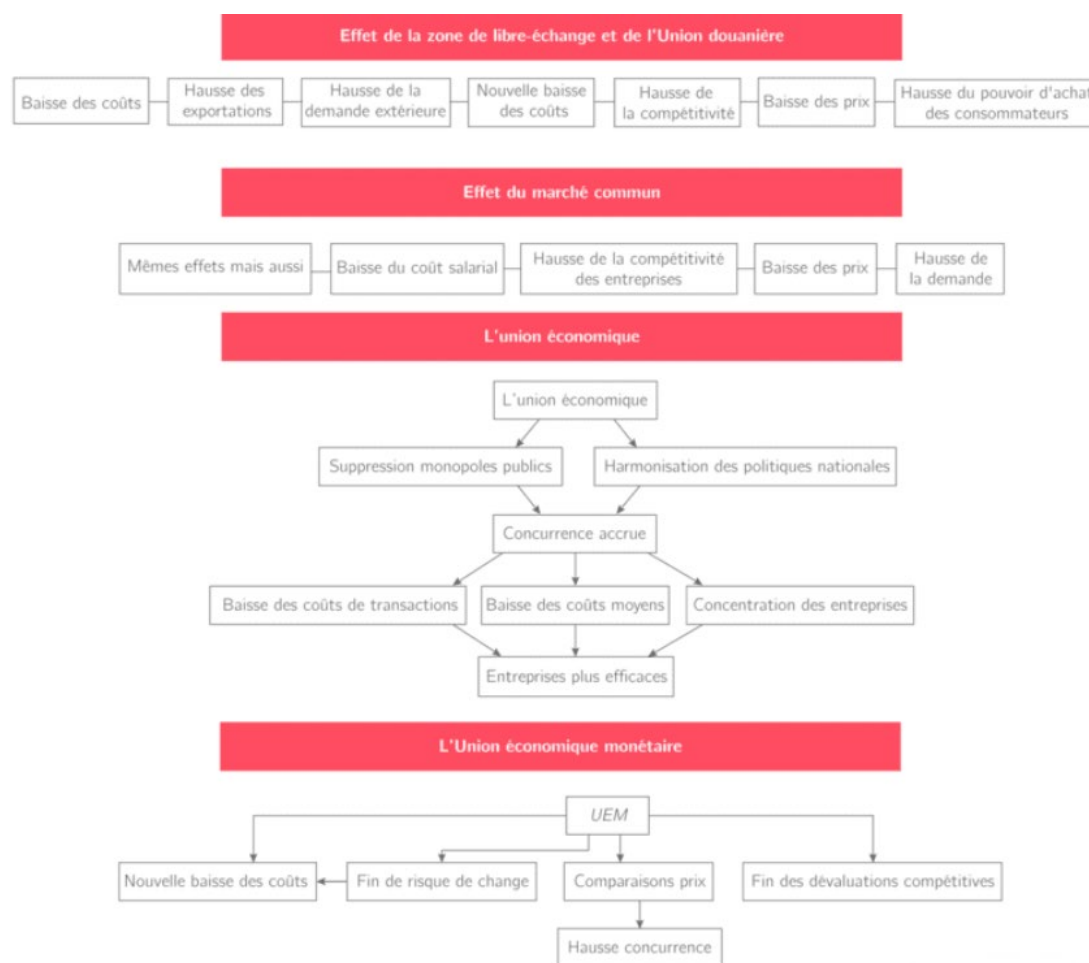 Effet de la zone de libre-échange et de l'Union douanière
Baisse des coûts
Hausse des
exportations
Hausse de la
demande extérieure
Nouvelle baisse
des coûts
Hausse de
la compétitivité
Baisse des prix
Hausse du pouvoir d'achat
des consommateurs
Effet du marché commun
Mêmes effets mais aussi
Baisse du coût salarial
Hausse de la compétitivité
des entreprises
Baisse des prix
Hausse de
la demande
L'union économique
L'union économique
Suppression monopoles publics
Harmonisation des politiques nationales
Concurrence accrue
Baisse des coûts de transactions
Baisse des coûts moyens
Concentration des entreprises
Entreprises plus efficaces
L'Union économique monétaire
UEM
Nouvelle baisse des coûts
Fin de risque de change
Comparaisons prix
Fin des dévaluations compétitives
Hausse concurrence